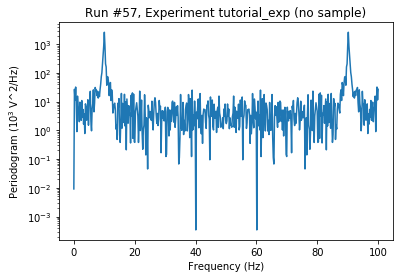 Run #57, Experiment tutorial_exp (no sample)
Periodogram (10³ V^2/Hz)
10³
10²
10¹
10⁰
10⁻¹
10⁻²
10⁻³
0 20 40 60 80 100
Frequency (Hz)